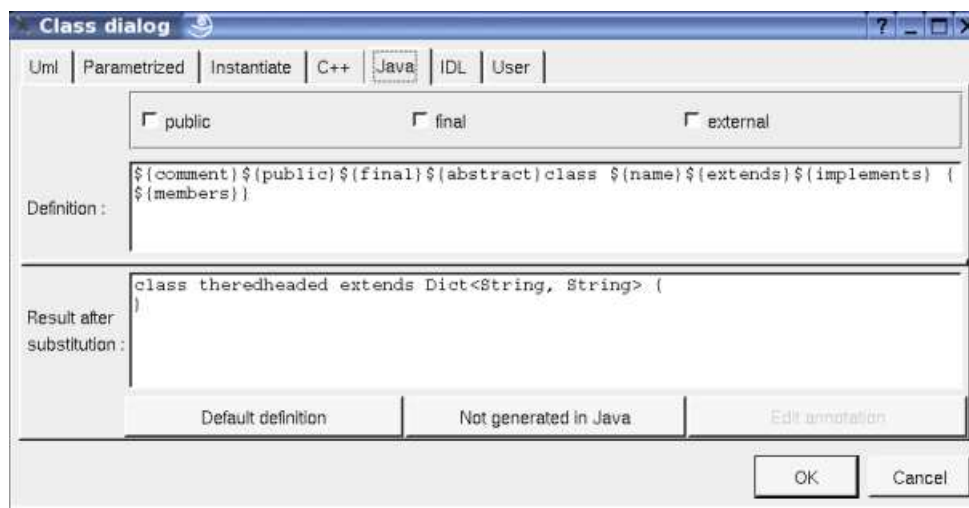 Class dialog
?
Uml Parametrized Instantiate C++ Java IDL User
public final external
Definition :
${comment}${public}${final}${abstract}class ${name}${extends}${implements} {
${members}}
Result after
substitution :
class theredheaded extends Dict<String, String> {
}
Default definition Not generated in Java Edit annotation
OK Cancel